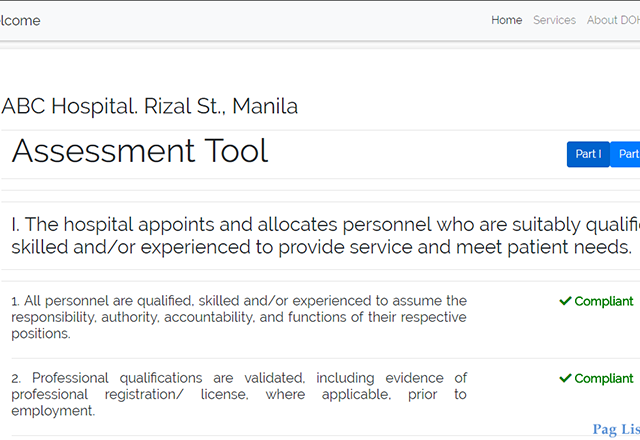 elcome Home Services About DOH
ABC Hospital. Rizal St., Manila
Assessment Tool Part I Part
I. The hospital appoints and allocates personnel who are suitably qualifi
skilled and/or experienced to provide service and meet patient needs.
1. All personnel are qualified, skilled and/or experienced to assume the ✔ Compliant
responsibility, authority, accountability, and functions of their respective
positions.
2. Professional qualifications are validated, including evidence of ✔ Compliant
professional registration/ license, where applicable, prior to
employment.
Pag Lis